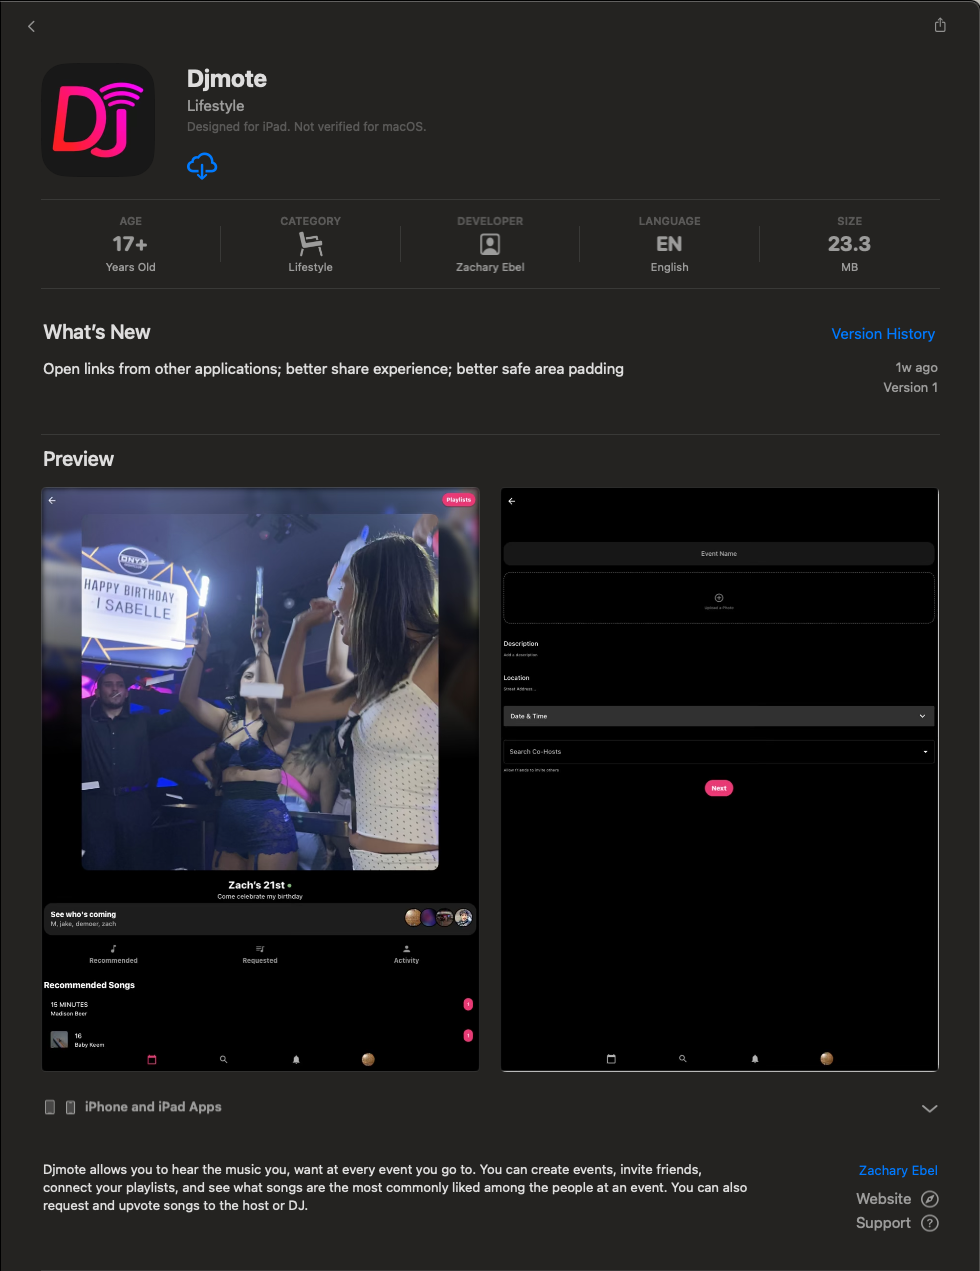 DJ
Djmote
Lifestyle
Designed for iPad. Not verified for macOS.
AGE
CATEGORY
DEVELOPER
LANGUAGE
SIZE
17+
EN
23.3
Years Old
Lifestyle
Zachary Ebel
English
MB
What's New
Version History
Open links from other applications; better share experience; better safe area padding
1w ago
Version 1
Preview
Playlists
ONYX
HAPPY BIRTHDAY
I SABELLE
Zach's 21st
Come celebrate my birthday
See who's coming
M, jake, demoer, zach
Recommended
Requested
Activity
Recommended Songs
15 MINUTES
Madison Beer
1
16
Baby Keem
1
Event Name
Upload a Photo
Description
Add a description
Location
Street Address...
Date & Time
Search Co-Hosts
Allow friends to invite others
Next
iPhone and iPad Apps
Djmote allows you to hear the music you, want at every event you go to. You can create events, invite friends,
connect your playlists, and see what songs are the most commonly liked among the people at an event. You can also
request and upvote songs to the host or DJ.
Zachary Ebel
Website
Support